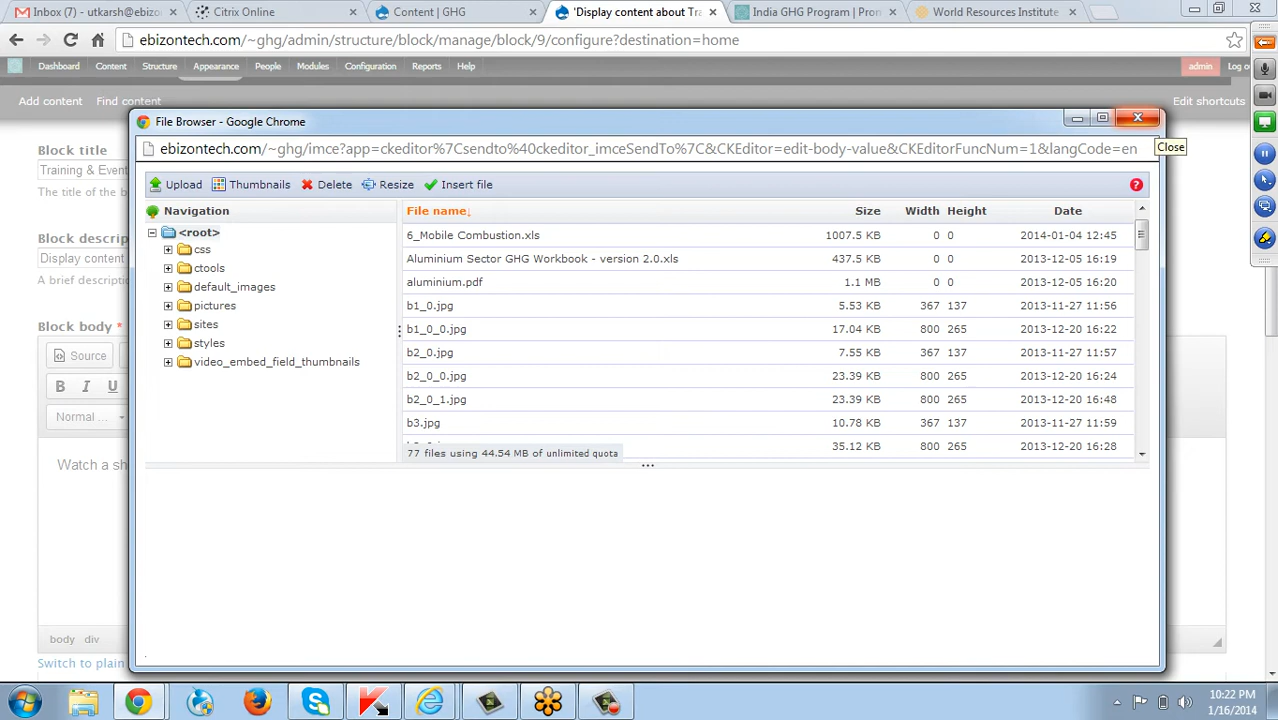 Inbox (7) - utkarsh@ebizo
Citrix Online
Content | GHG
'Display content about Tra
India GHG Program | Pron
World Resources Institute
ebizontech.com/~ghg/admin/structure/block/manage/block/9/configure?destination=home
Dashboard Content Structure Appearance People Modules Configuration Reports Help admin Log o
Add content Find content Edit shortcuts
Block title
Training & Event
The title of the b
Block descrip
Display content
A brief descriptio
Block body *
Source
B I U
Normal ...
Watch a sh
body div
Switch to plain
File Browser - Google Chrome
Close
ebizontech.com/~ghg/imce?app=ckeditor%7Csendto%40ckeditor_imceSendTo%7C&CKEditor=edit-body-value&CKEditorFuncNum=1&langCode=en
Upload Thumbnails Delete Resize Insert file ?
Navigation
<root>
css
ctools
default_images
pictures
sites
styles
video_embed_field_thumbnails
File name↓ Size Width Height Date
6_Mobile Combustion.xls 1007.5 KB 0 0 2014-01-04 12:45
Aluminium Sector GHG Workbook - version 2.0.xls 437.5 KB 0 0 2013-12-05 16:19
aluminium.pdf 1.1 MB 0 0 2013-12-05 16:20
b1_0.jpg 5.53 KB 367 137 2013-11-27 11:56
b1_0_0.jpg 17.04 KB 800 265 2013-12-20 16:22
b2_0.jpg 7.55 KB 367 137 2013-11-27 11:57
b2_0_0.jpg 23.39 KB 800 265 2013-12-20 16:24
b2_0_1.jpg 23.39 KB 800 265 2013-12-20 16:48
b3.jpg 10.78 KB 367 137 2013-11-27 11:59
35.12 KB 800 265 2013-12-20 16:28
77 files using 44.54 MB of unlimited quota
10:22 PM
1/16/2014